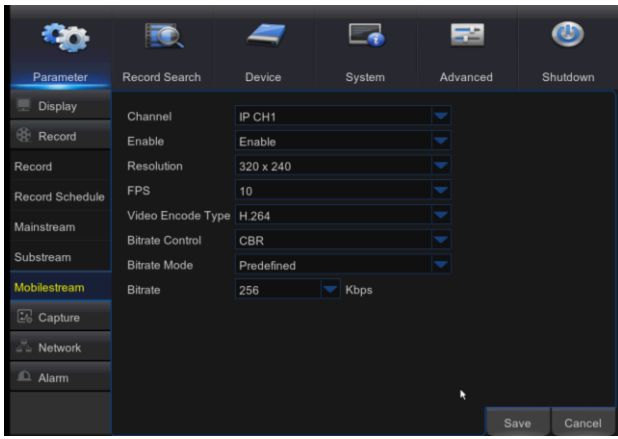 Parameter Record Search Device System Advanced Shutdown
Display
Record
Record
Record Schedule
Mainstream
Substream
Mobilestream
Capture
Network
Alarm
Channel IP CH1
Enable Enable
Resolution 320 x 240
FPS 10
Video Encode Type H.264
Bitrate Control CBR
Bitrate Mode Predefined
Bitrate 256 Kbps
Save Cancel